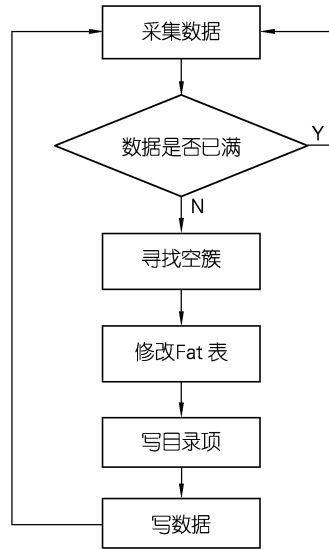 采集数据
数据是否已满
Y
N
寻找空簇
修改Fat 表
写目录项
写数据